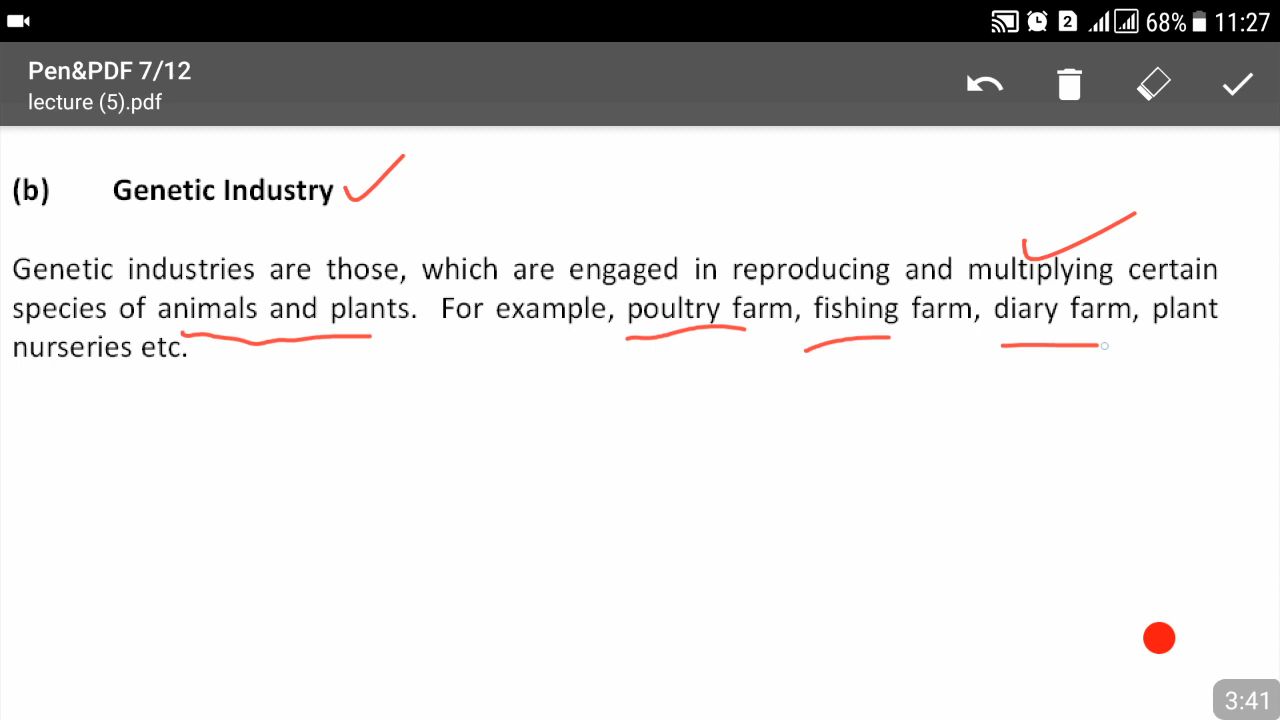 2 68% 11:27
Pen&PDF 7/12
lecture (5).pdf
(b) Genetic Industry
Genetic industries are those, which are engaged in reproducing and multiplying certain
species of animals and plants. For example, poultry farm, fishing farm, diary farm, plant
nurseries etc.
3:41